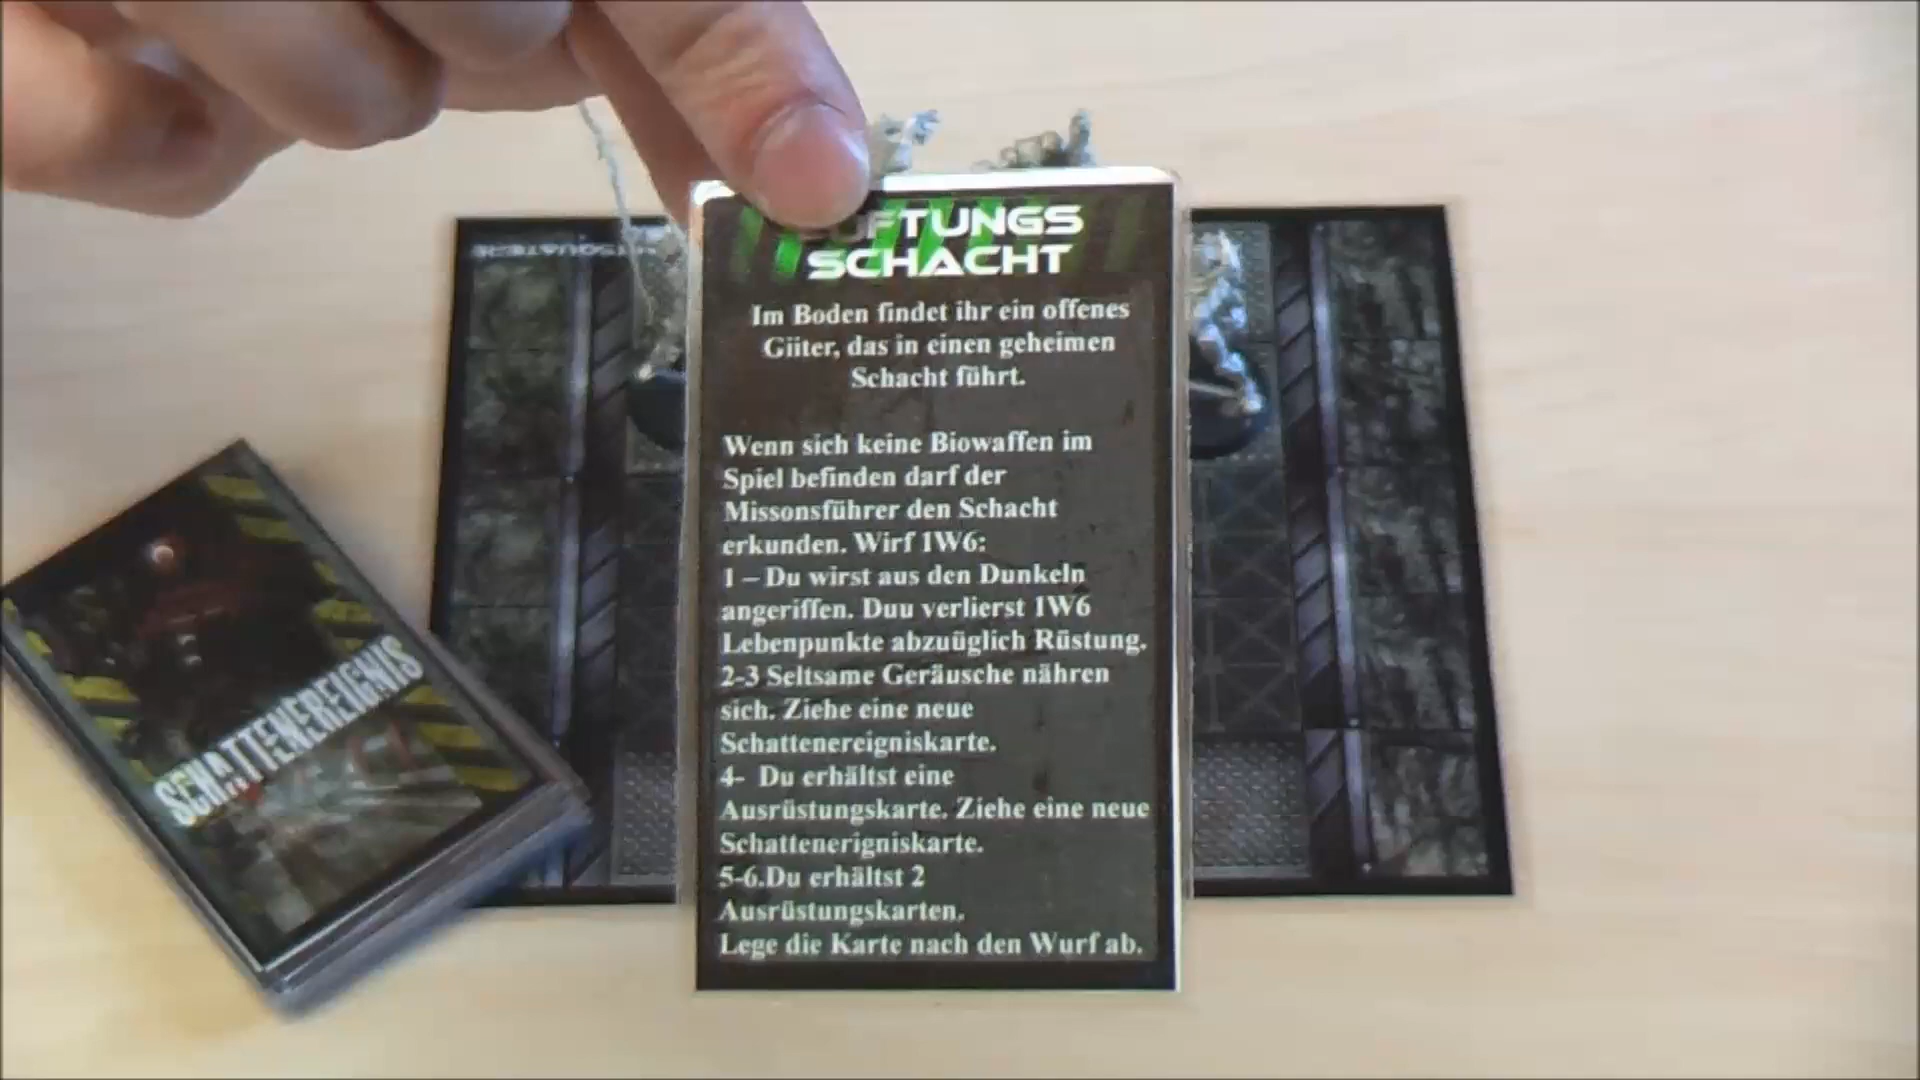 LUFTUNGS
SCHACHT
Im Boden findet ihr ein offenes
Giiter, das in einen geheimen
Schacht führt.
Wenn sich keine Biowaffen im
Spiel befinden darf der
Missonsführer den Schacht
erkunden. Wirf 1W6:
1 – Du wirst aus den Dunkeln
angeriffen. Duu verlierst 1W6
Lebenpunkte abzuüglich Rüstung.
2-3 Seltsame Geräusche nähren
sich. Ziehe eine neue
Schattenereigniskarte.
4- Du erhältst eine
Ausrüstungskarte. Ziehe eine neue
Schattenerigniskarte.
5-6.Du erhältst 2
Ausrüstungskarten.
Lege die Karte nach den Wurf ab.
SCHATTENEREIGNIS